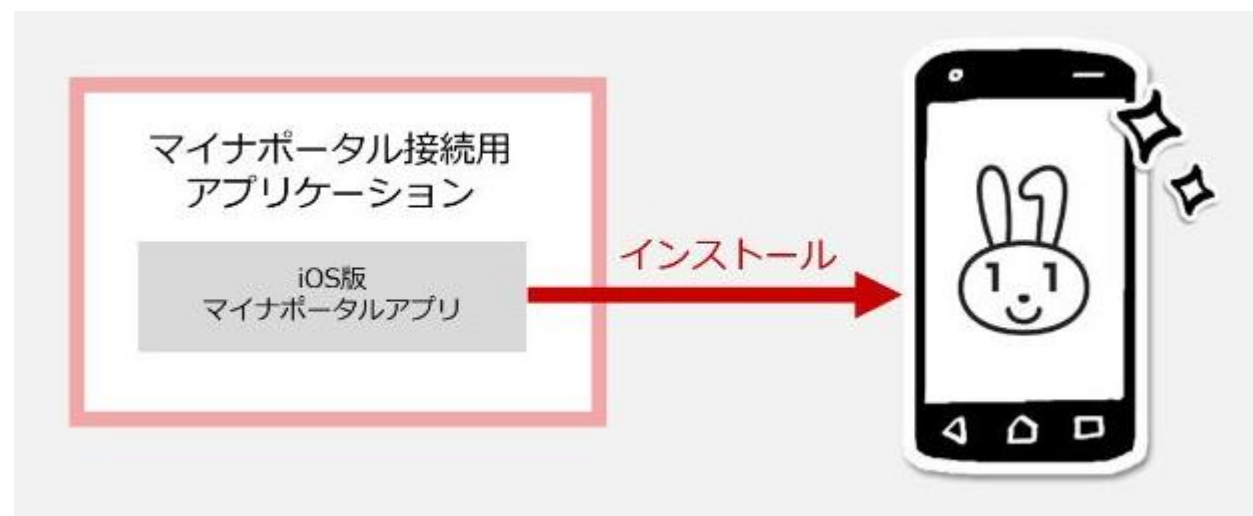 マイナポータル接続用
アプリケーション
iOS版
マイナポータルアプリ
インストール